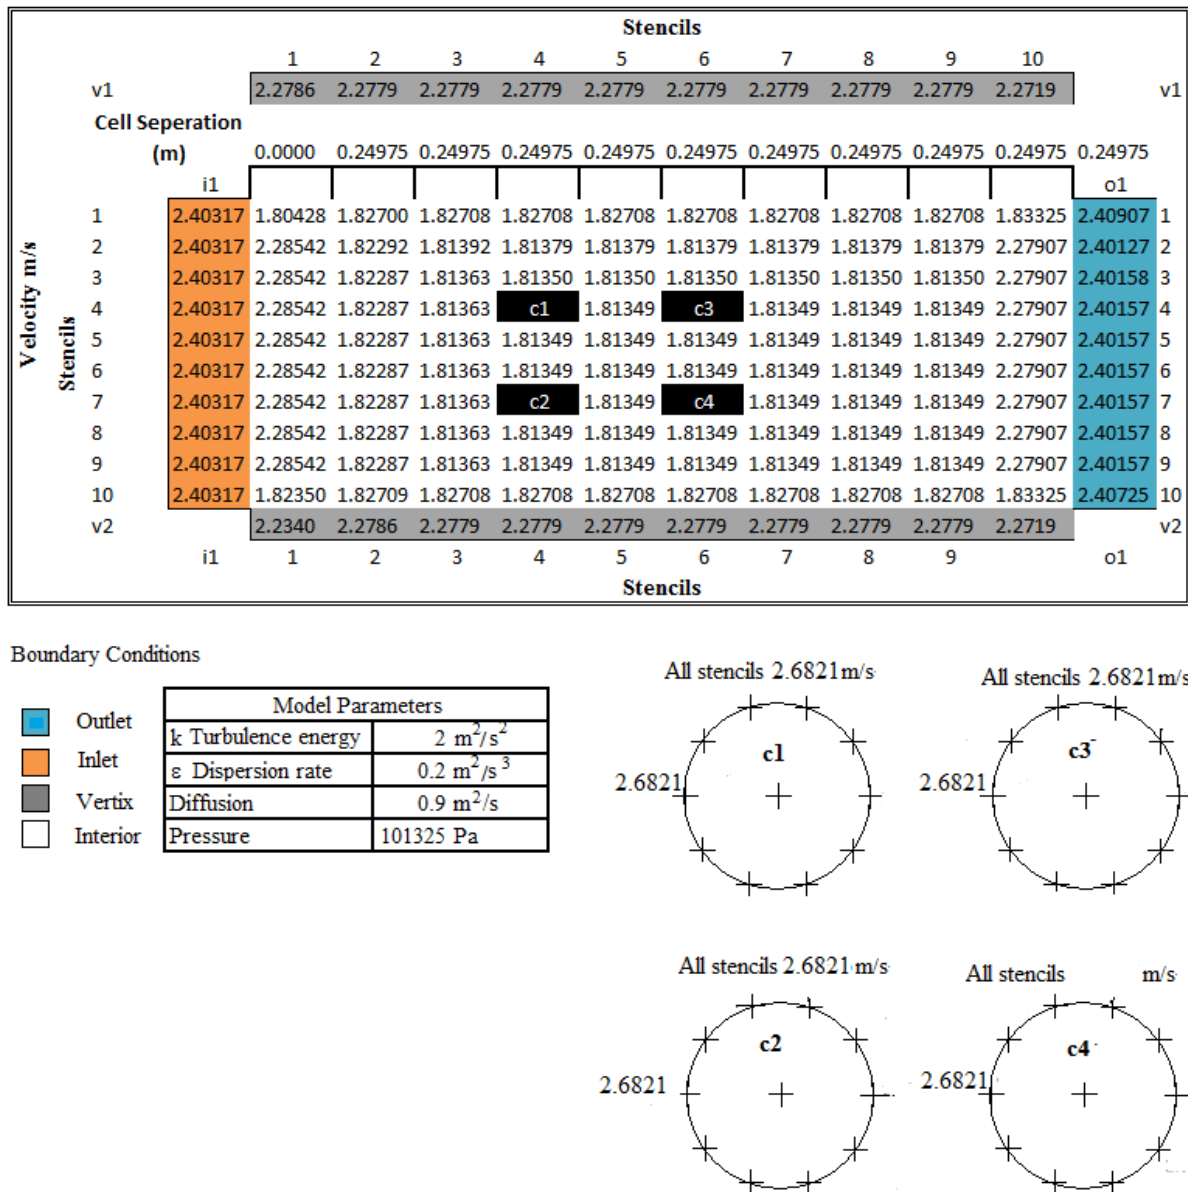 Stencils
1 2 3 4 5 6 7 8 9 10
v1 2.2786 2.2779 2.2779 2.2779 2.2779 2.2779 2.2779 2.2779 2.2779 2.2719 v1
Cell Seperation
(m) 0.0000 0.24975 0.24975 0.24975 0.24975 0.24975 0.24975 0.24975 0.24975 0.24975 0.24975
i1 o1
Velocity m/s
Stencils
1 2.40317 1.80428 1.82700 1.82708 1.82708 1.82708 1.82708 1.82708 1.82708 1.82708 1.83325 2.40907 1
2 2.40317 2.28542 1.82292 1.81392 1.81379 1.81379 1.81379 1.81379 1.81379 1.81379 2.27907 2.40127 2
3 2.40317 2.28542 1.82287 1.81363 1.81350 1.81350 1.81350 1.81350 1.81350 1.81350 2.27907 2.40158 3
4 2.40317 2.28542 1.82287 1.81363 c1 1.81349 c3 1.81349 1.81349 1.81349 2.27907 2.40157 4
5 2.40317 2.28542 1.82287 1.81363 1.81349 1.81349 1.81349 1.81349 1.81349 1.81349 2.27907 2.40157 5
6 2.40317 2.28542 1.82287 1.81363 1.81349 1.81349 1.81349 1.81349 1.81349 1.81349 2.27907 2.40157 6
7 2.40317 2.28542 1.82287 1.81363 c2 1.81349 c4 1.81349 1.81349 1.81349 2.27907 2.40157 7
8 2.40317 2.28542 1.82287 1.81363 1.81349 1.81349 1.81349 1.81349 1.81349 1.81349 2.27907 2.40157 8
9 2.40317 2.28542 1.82287 1.81363 1.81349 1.81349 1.81349 1.81349 1.81349 1.81349 2.27907 2.40157 9
10 2.40317 1.82350 1.82709 1.82708 1.82708 1.82708 1.82708 1.82708 1.82708 1.82708 1.83325 2.40725 10
v2 2.2340 2.2786 2.2779 2.2779 2.2779 2.2779 2.2779 2.2779 2.2779 2.2719 v2
i1 1 2 3 4 5 6 7 8 9 o1
Stencils
Boundary Conditions
Outlet
Inlet
Vertix
Interior
Model Parameters
k Turbulence energy 2 m²/s²
ε Dispersion rate 0.2 m²/s³
Diffusion 0.9 m²/s
Pressure 101325 Pa
All stencils 2.6821m/s
c1
2.6821
All stencils 2.6821m/s
c3
2.6821
All stencils 2.6821 m/s
c2
2.6821
All stencils m/s
c4
2.6821